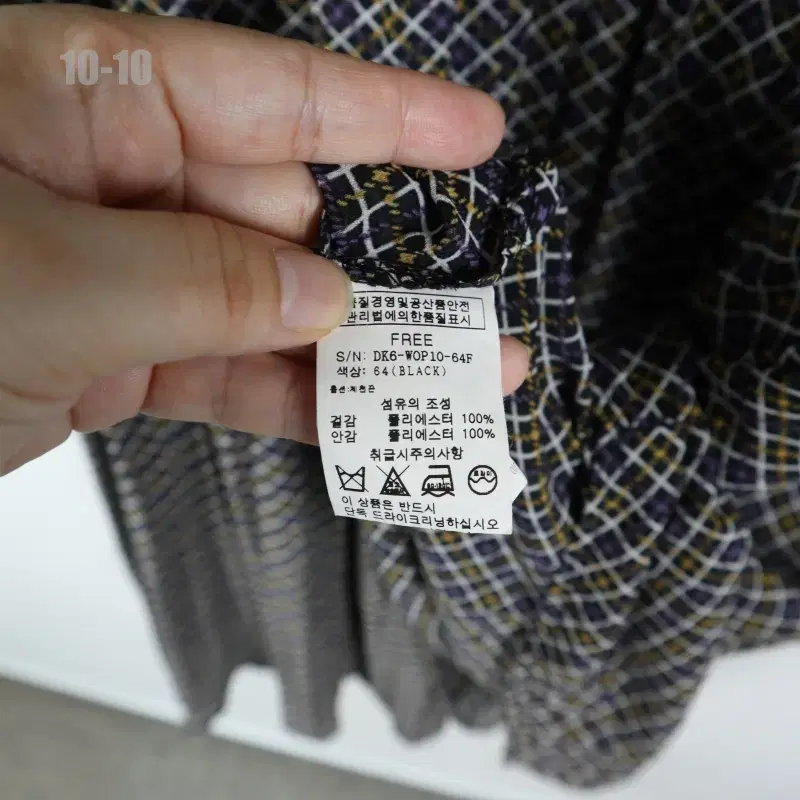 10-10
품질경영및공산품안전
관리법에의한품질표시
FREE
S/N: DK6-WOP10-64F
색상: 64(BLACK)
섬유의 조성
겉감 폴리에스터 100%
안감 폴리에스터 100%
취급시주의사항
이 상품은 반드시
단독 드라이크리닝하십시오